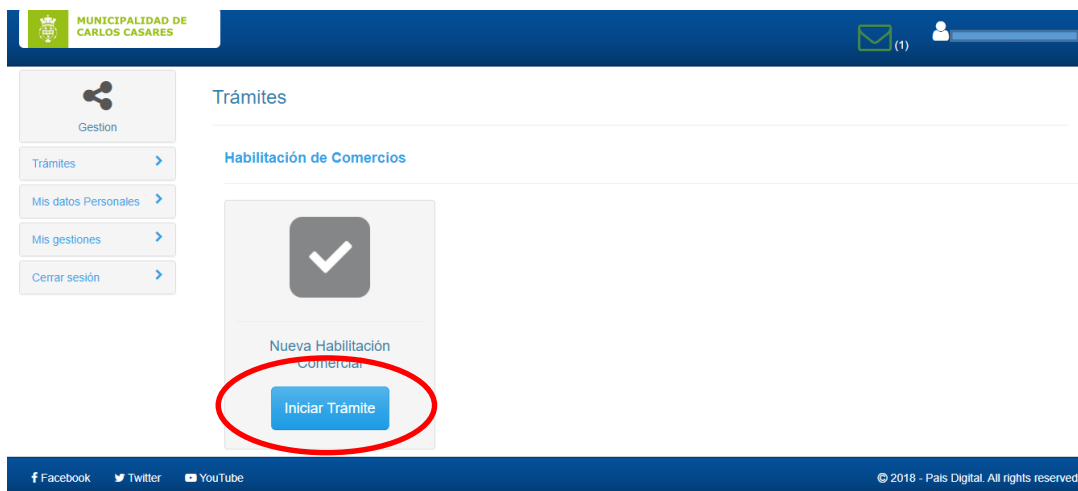 MUNICIPALIDAD DE
CARLOS CASARES
(1)
Gestion
Trámites
Mis datos Personales
Mis gestiones
Cerrar sesión
Trámites
Habilitación de Comercios
Nueva Habilitación
Comercial
Iniciar Trámite
Facebook
Twitter
YouTube
© 2018 - Pais Digital. All rights reserved